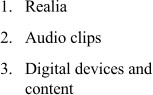 1. Realia
2. Audio clips
3. Digital devices and
content